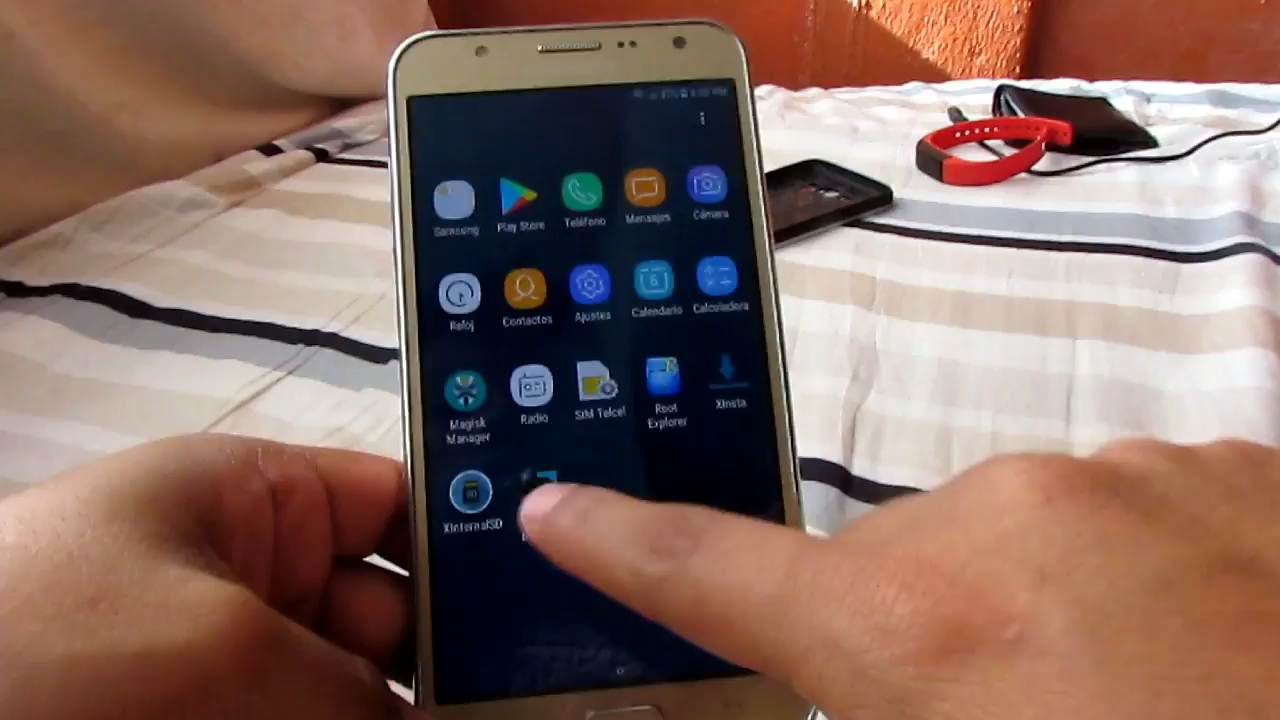 Samsung
Play Store
Teléfono
Mensajes
Cámara
Reloj
Contactos
Ajustes
Calendario
Calculadora
Magisk
Manager
Radio
SIM Telcel
Root
Explorer
XInsta
XInternalSD